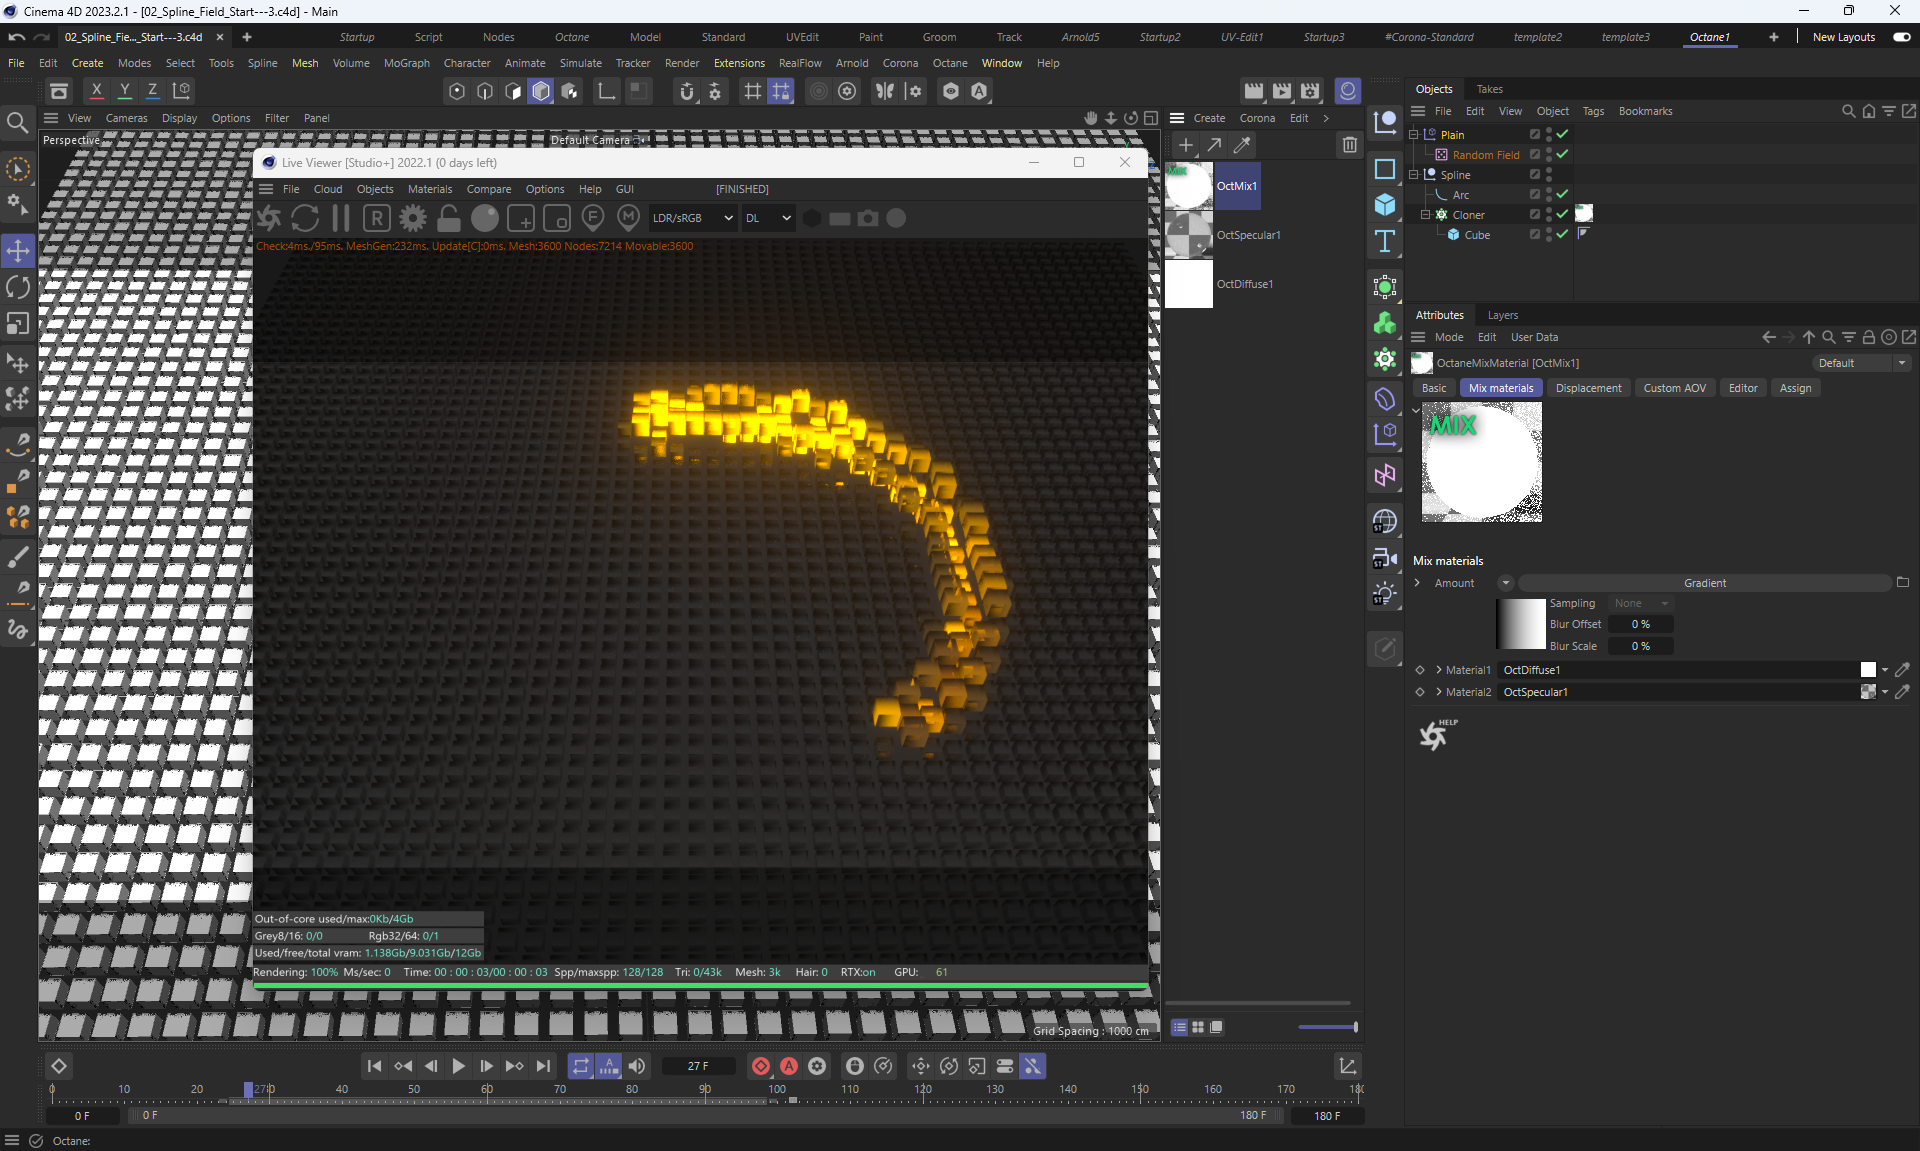 Cinema 4D 2023.2.1 - [02_Spline_Field_Start---3.c4d] - Main
02_Spline_Fie..._Start---3.c4d
Startup Script Nodes Octane Model Standard UVEdit Paint Groom Track Arnold5 Startup2 UV-Edit1 Startup3 #Corona-Standard template2 template3 Octane1 New Layouts
File Edit Create Modes Select Tools Spline Mesh Volume MoGraph Character Animate Simulate Tracker Render Extensions RealFlow Arnold Corona Octane Window Help
X Y Z
Objects Takes
File Edit View Object Tags Bookmarks
View Cameras Display Options Filter Panel
Create Corona Edit
Perspective
Default Camera
Plain
Random Field
Spline
Arc
Cloner
Cube
Live Viewer [Studio+] 2022.1 (0 days left)
File Cloud Objects Materials Compare Options Help GUI [FINISHED]
LDR/sRGB DL
Check:4ms./95ms. MeshGen:232ms. Update[C]:0ms. Mesh:3600 Nodes:7214 Movable:3600
OctMix1
OctSpecular1
OctDiffuse1
Attributes Layers
Mode Edit User Data
OctaneMixMaterial [OctMix1]
Default
Basic Mix materials Displacement Custom AOV Editor Assign
MIX
Mix materials
Amount Gradient
Sampling None
Blur Offset 0 %
Blur Scale 0 %
Material1 OctDiffuse1
Material2 OctSpecular1
HELP
Out-of-core used/max:0Kb/4Gb
Grey8/16: 0/0 Rgb32/64: 0/1
Used/free/total vram: 1.138Gb/9.031Gb/12Gb
Rendering: 100% Ms/sec: 0 Time: 00 : 00 : 03/00 : 00 : 03 Spp/maxspp: 128/128 Tri: 0/43k Mesh: 3k Hair: 0 RTX:on GPU: 61
Grid Spacing : 1000 cm
27 F
0 10 20 27 40 50 60 70 80 90 100 110 120 130 140 150 160 170
0 F 0 F 180 F 180 F
Octane: